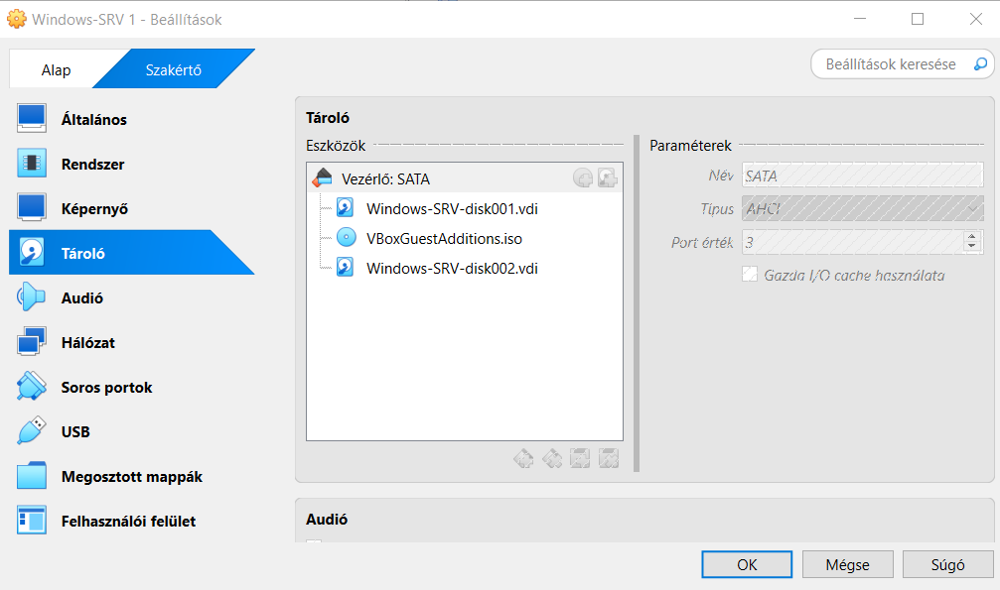 Windows-SRV 1 - Beállítások
Alap
Szakértő
Beállítások keresése
Általános
Rendszer
Képernyő
Tároló
Audió
Hálózat
Soros portok
USB
Megosztott mappák
Felhasználói felület
Tároló
Eszközök
Vezérlő: SATA
Windows-SRV-disk001.vdi
VBoxGuestAdditions.iso
Windows-SRV-disk002.vdi
Paraméterek
Név SATA
Típus AHCI
Port érték 3
Gazda I/O cache használata
Audió
OK
Mégse
Súgó